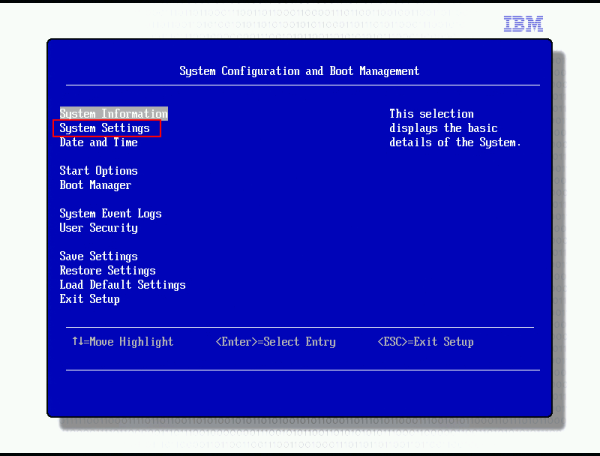 IBM
System Configuration and Boot Management
System Information
System Settings
Date and Time
This selection
displays the basic
details of the System.
Start Options
Boot Manager
System Event Logs
User Security
Save Settings
Restore Settings
Load Default Settings
Exit Setup
↑↓=Move Highlight <Enter>=Select Entry <ESC>=Exit Setup